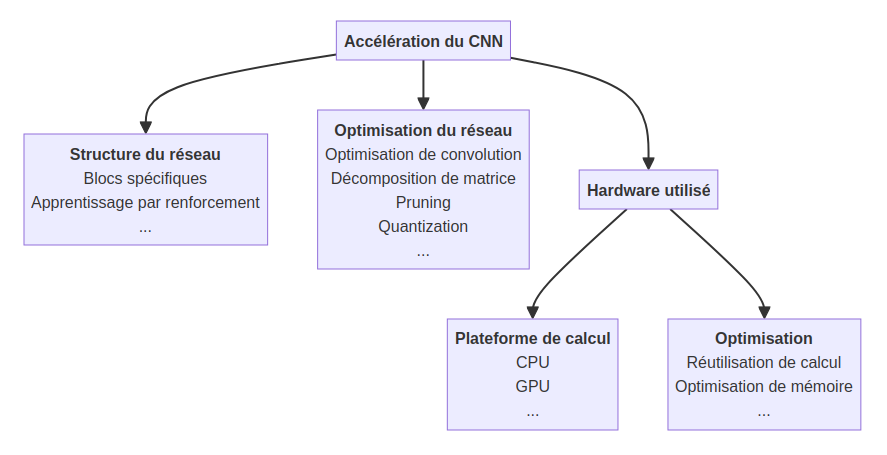 Accélération du CNN
Structure du réseau
Blocs spécifiques
Apprentissage par renforcement
...
Optimisation du réseau
Optimisation de convolution
Décomposition de matrice
Pruning
Quantization
...
Hardware utilisé
Plateforme de calcul
CPU
GPU
...
Optimisation
Réutilisation de calcul
Optimisation de mémoire
...